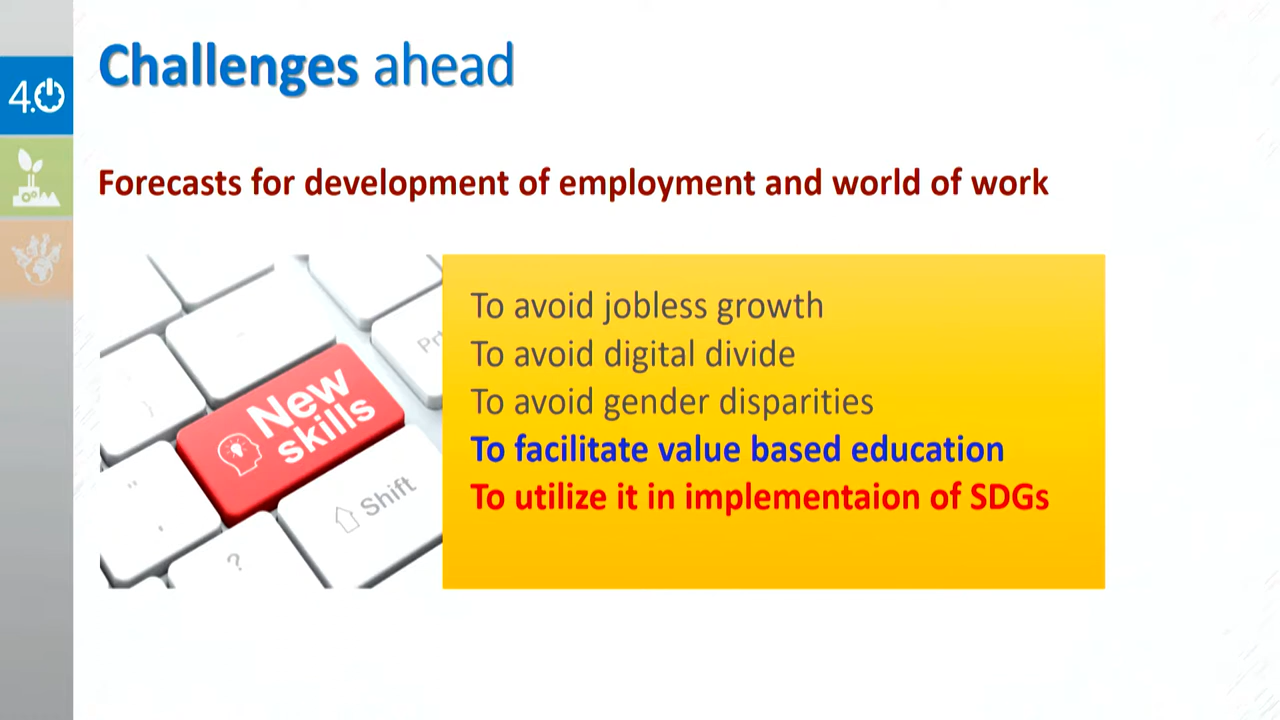 Challenges ahead
4.0
Forecasts for development of employment and world of work
To avoid jobless growth
To avoid digital divide
To avoid gender disparities
To facilitate value based education
To utilize it in implementaion of SDGs
New
skills
Shift
"
,
?